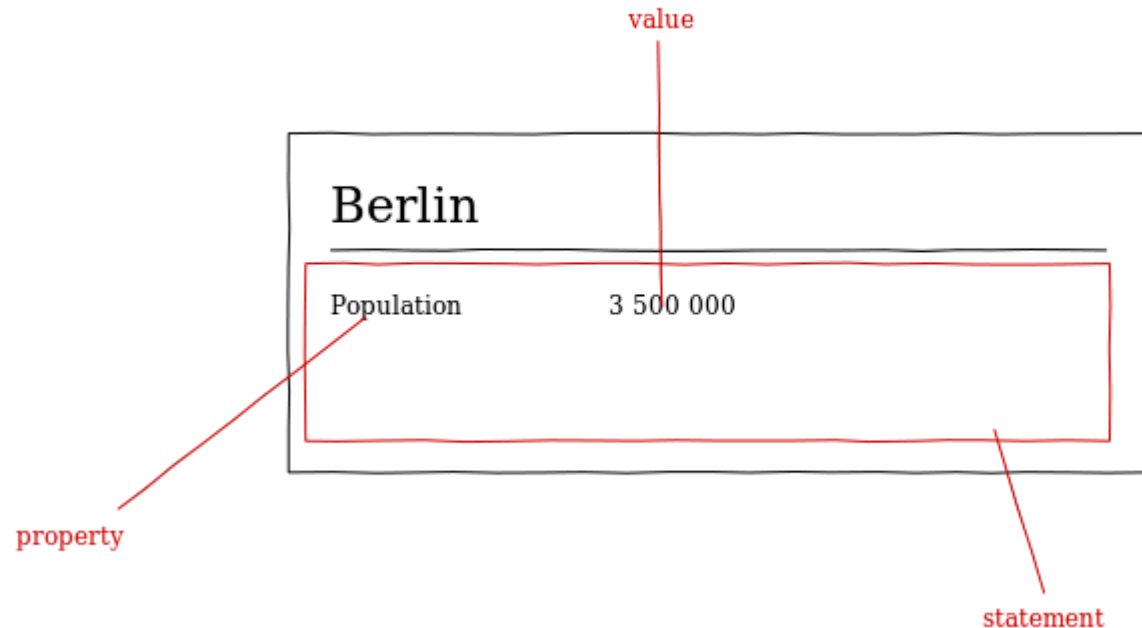 value
Berlin
Population 3 500 000
property
statement